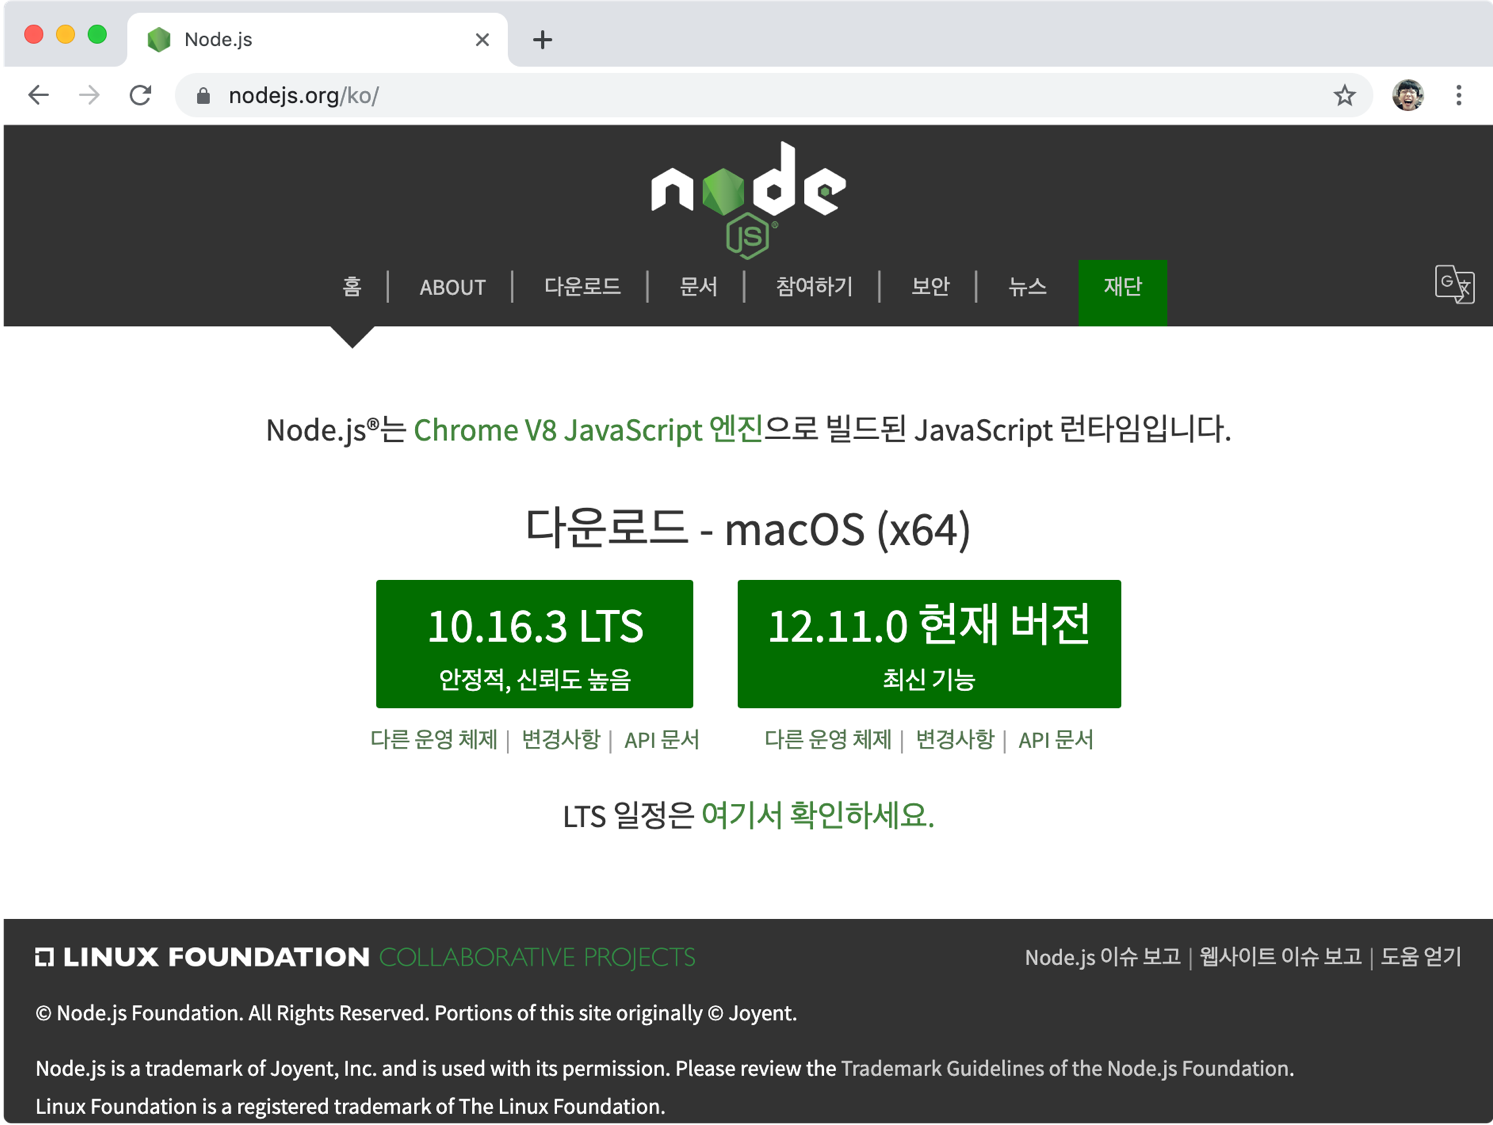 Node.js
nodejs.org/ko/
node
JS®
홈 | ABOUT | 다운로드 | 문서 | 참여하기 | 보안 | 뉴스 재단
Node.js®는 Chrome V8 JavaScript 엔진으로 빌드된 JavaScript 런타임입니다.
다운로드 - macOS (x64)
10.16.3 LTS
안정적, 신뢰도 높음
12.11.0 현재 버전
최신 기능
다른 운영 체제 | 변경사항 | API 문서
다른 운영 체제 | 변경사항 | API 문서
LTS 일정은 여기서 확인하세요.
LINUX FOUNDATION COLLABORATIVE PROJECTS
Node.js 이슈 보고 | 웹사이트 이슈 보고 | 도움 얻기
© Node.js Foundation. All Rights Reserved. Portions of this site originally © Joyent.
Node.js is a trademark of Joyent, Inc. and is used with its permission. Please review the Trademark Guidelines of the Node.js Foundation.
Linux Foundation is a registered trademark of The Linux Foundation.